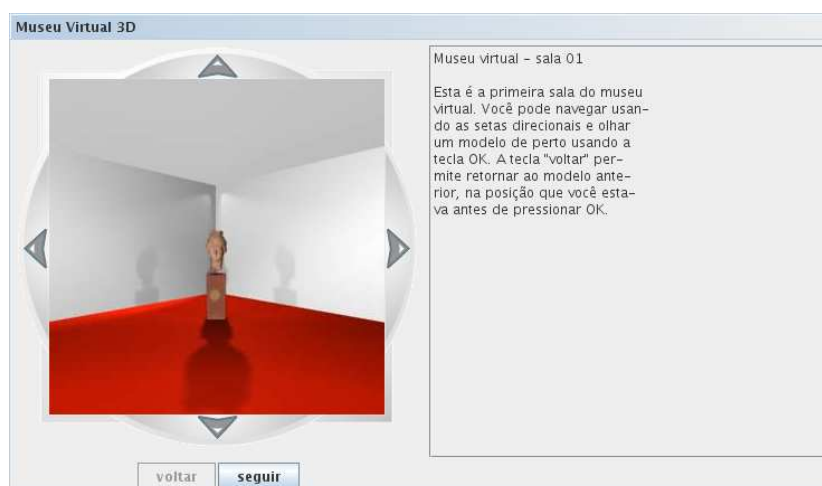 Museu Virtual 3D
Museu virtual - sala 01
Esta é a primeira sala do museu
virtual. Você pode navegar usan-
do as setas direcionais e olhar
um modelo de perto usando a
tecla OK. A tecla "voltar" per-
mite retornar ao modelo ante-
rior, na posição que você esta-
va antes de pressionar OK.
voltar
seguir